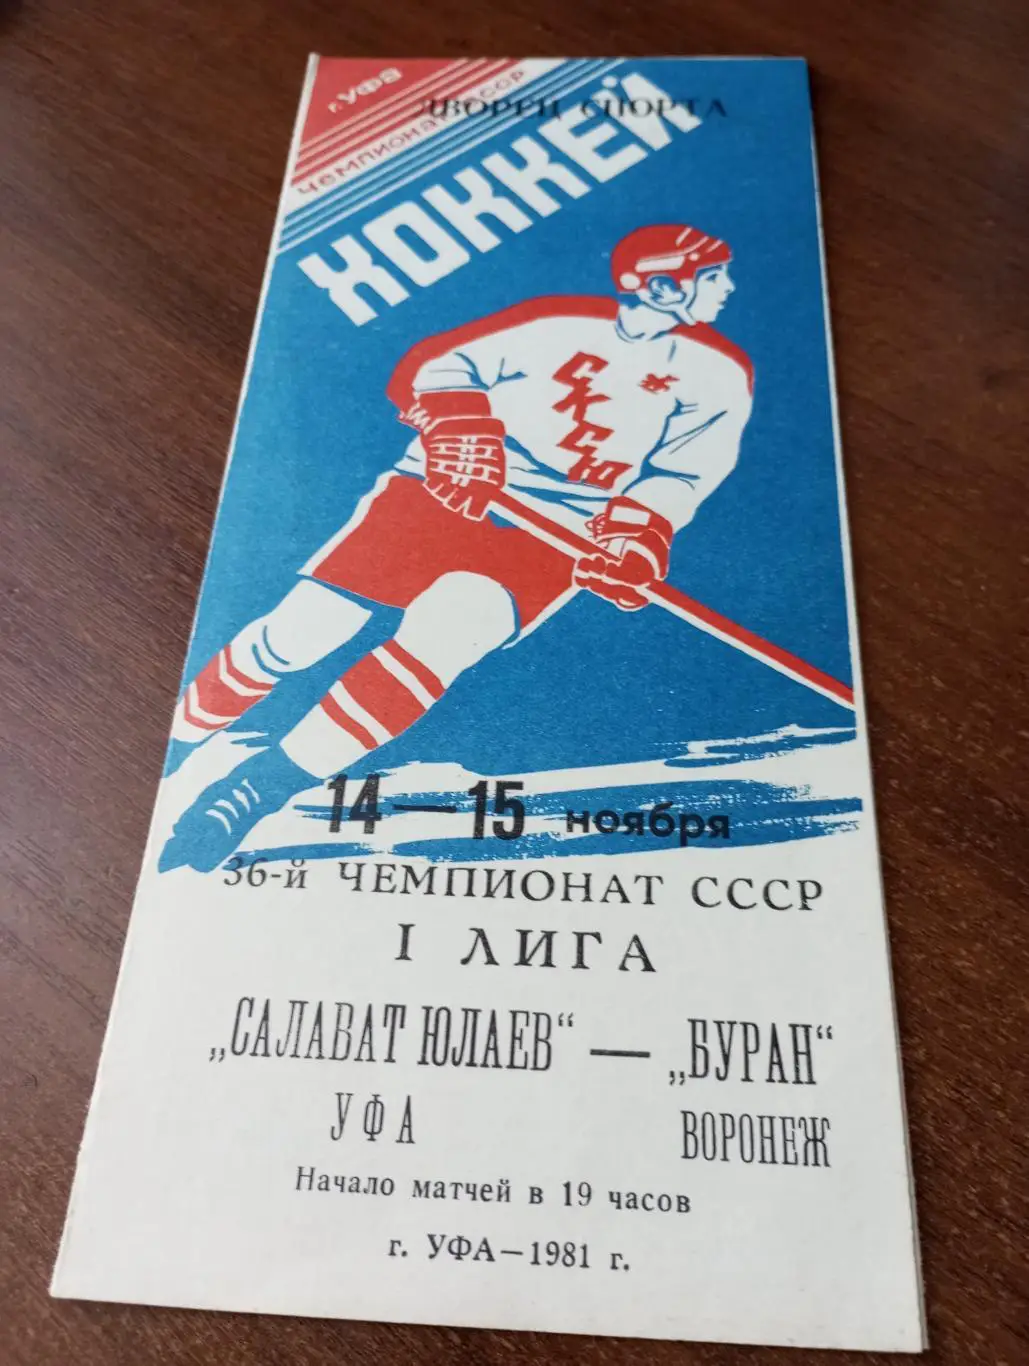 г. Уфа
Чемпионат СССР
ДВОРЕЦ СПОРТА
ХОККЕЙ
14—15 ноября
36-й ЧЕМПИОНАТ СССР
I ЛИГА
„САЛАВАТ ЮЛАЕВ“ — „БУРАН“
УФА ВОРОНЕЖ
Начало матчей в 19 часов
г. УФА—1981 г.